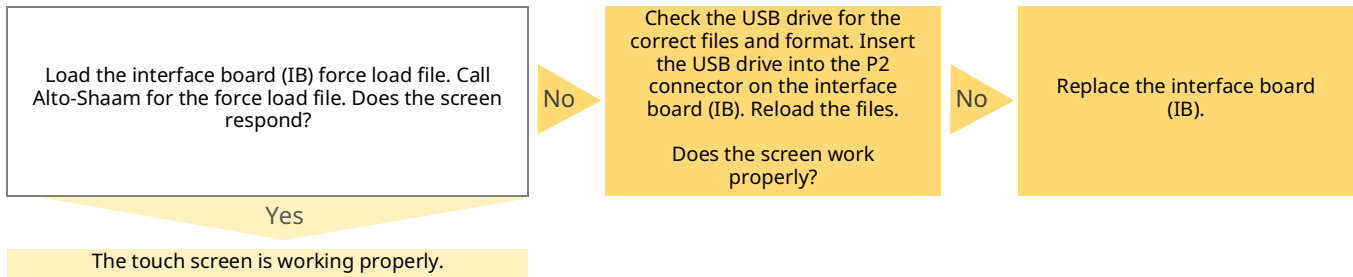 Load the interface board (IB) force load file. Call
Alto-Shaam for the force load file. Does the screen
respond?
No
Check the USB drive for the
correct files and format. Insert
the USB drive into the P2
connector on the interface
board (IB). Reload the files.
Does the screen work
properly?
No
Replace the interface board
(IB).
Yes
The touch screen is working properly.